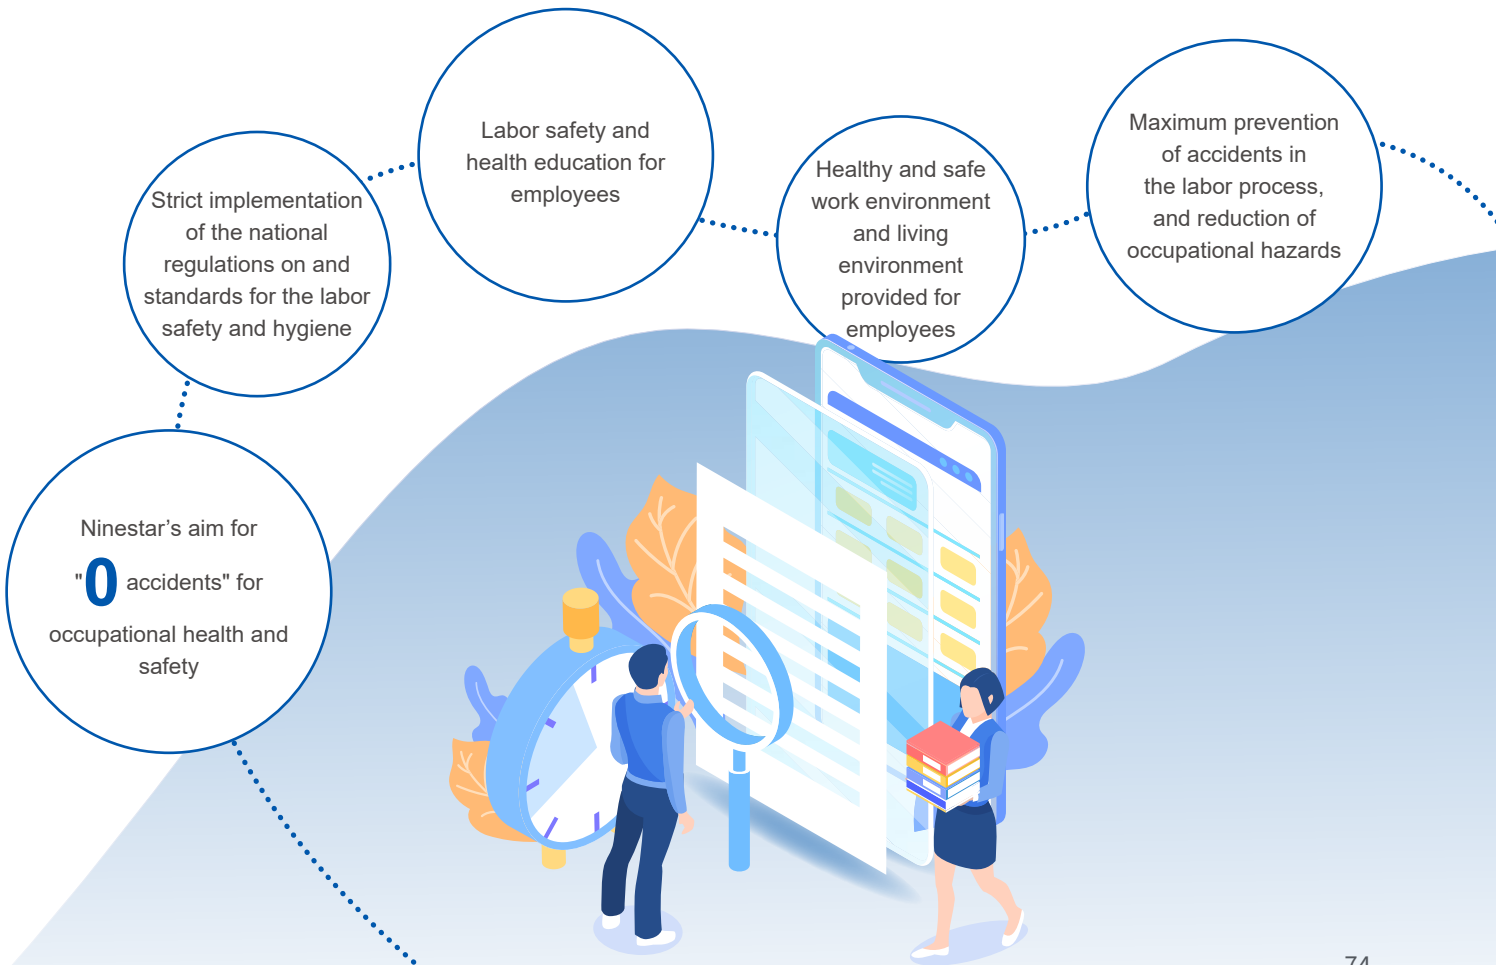 Labor safety and
health education for
employees
Maximum prevention
of accidents in
the labor process,
and reduction of
occupational hazards
Healthy and safe
work environment
and living
environment
provided for
employees
Strict implementation
of the national
regulations on and
standards for the labor
safety and hygiene
Ninestar’s aim for
"0 accidents" for
occupational health and
safety
74